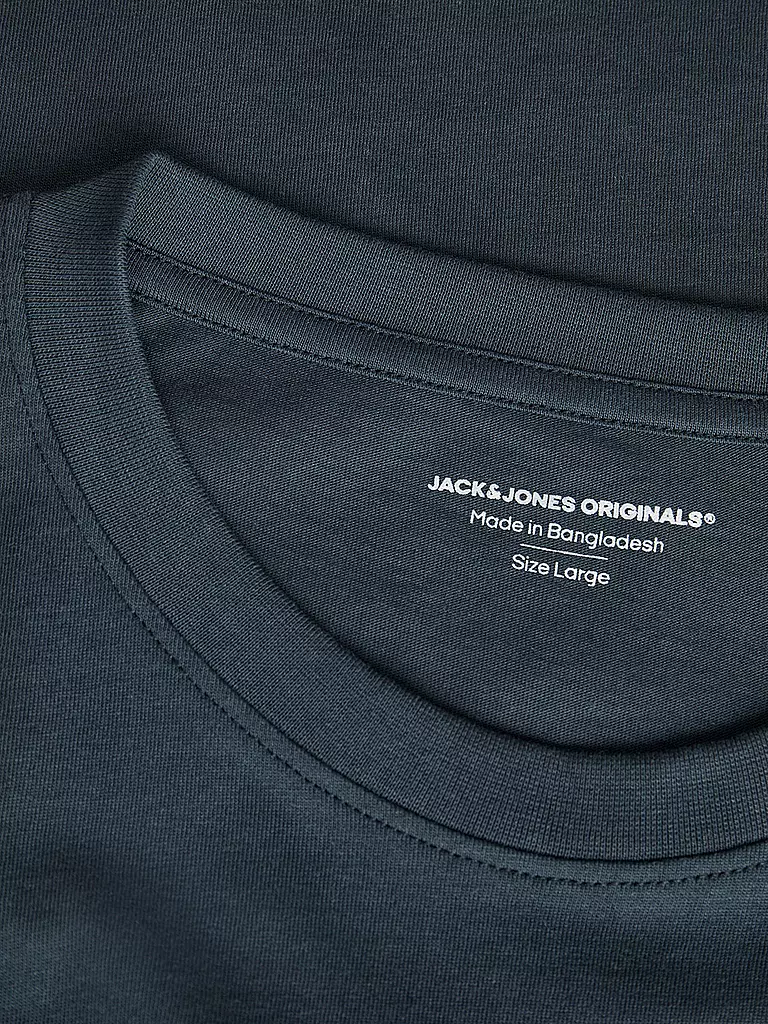 JACK&JONES ORIGINALS®
Made in Bangladesh
Size Large